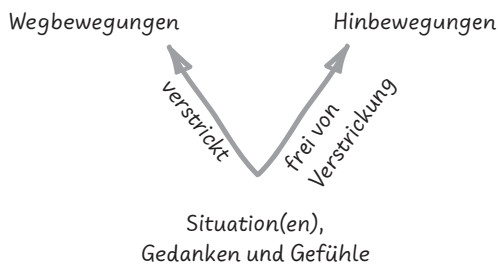 Wegbewegungen
Hinbewegungen
verstrickt
frei von
Verstrickung
Situation(en),
Gedanken und Gefühle